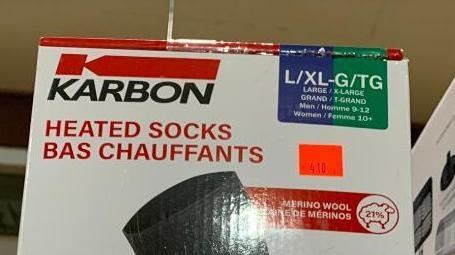 KARBON
HEATED SOCKS
BAS CHAUFFANTS
L/XL-G/TG
LARGE / X-LARGE
GRAND / T-GRAND
Men / Homme 9-12
Women / Femme 10+
410
MERINO WOOL
LAINE DE MÉRINOS
21%